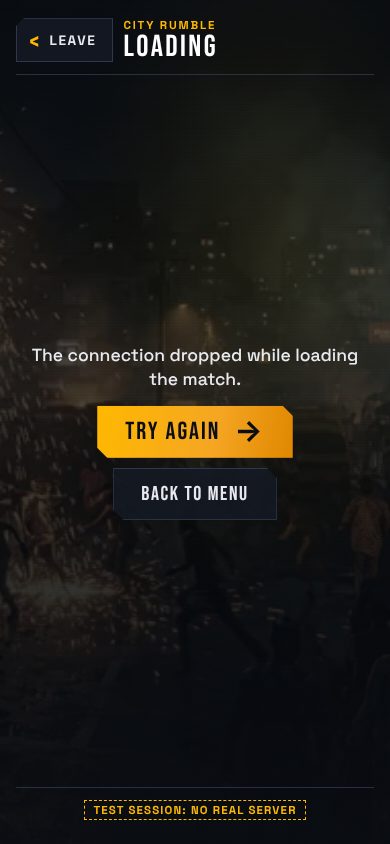 < LEAVE
CITY RUMBLE
LOADING
The connection dropped while loading
the match.
TRY AGAIN →
BACK TO MENU
TEST SESSION: NO REAL SERVER